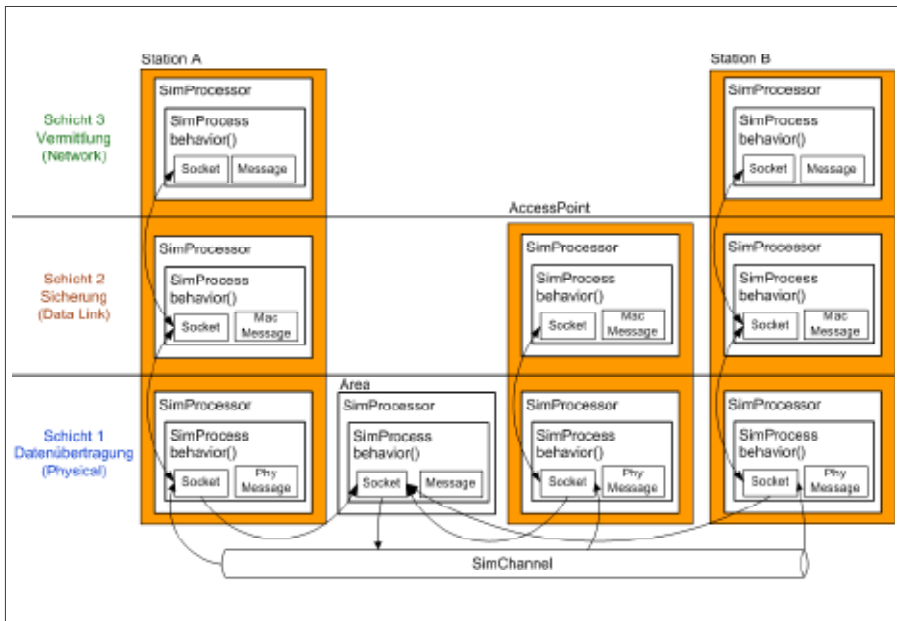 Station A
Station B
SimProcessor
SimProcessor
Schicht 3
Vermittlung
(Network)
SimProcess
behavior()
Socket
Message
SimProcess
behavior()
Socket
Message
AccessPoint
SimProcessor
SimProcessor
SimProcessor
Schicht 2
Sicherung
(Data Link)
SimProcess
behavior()
Socket
Mac
Message
SimProcess
behavior()
Socket
Mac
Message
SimProcess
behavior()
Socket
Mac
Message
Area
SimProcessor
SimProcessor
SimProcessor
SimProcessor
Schicht 1
Datenübertragung
(Physical)
SimProcess
behavior()
Socket
Phy
Message
SimProcess
behavior()
Socket
Message
SimProcess
behavior()
Socket
Phy
Message
SimProcess
behavior()
Socket
Phy
Message
SimChannel